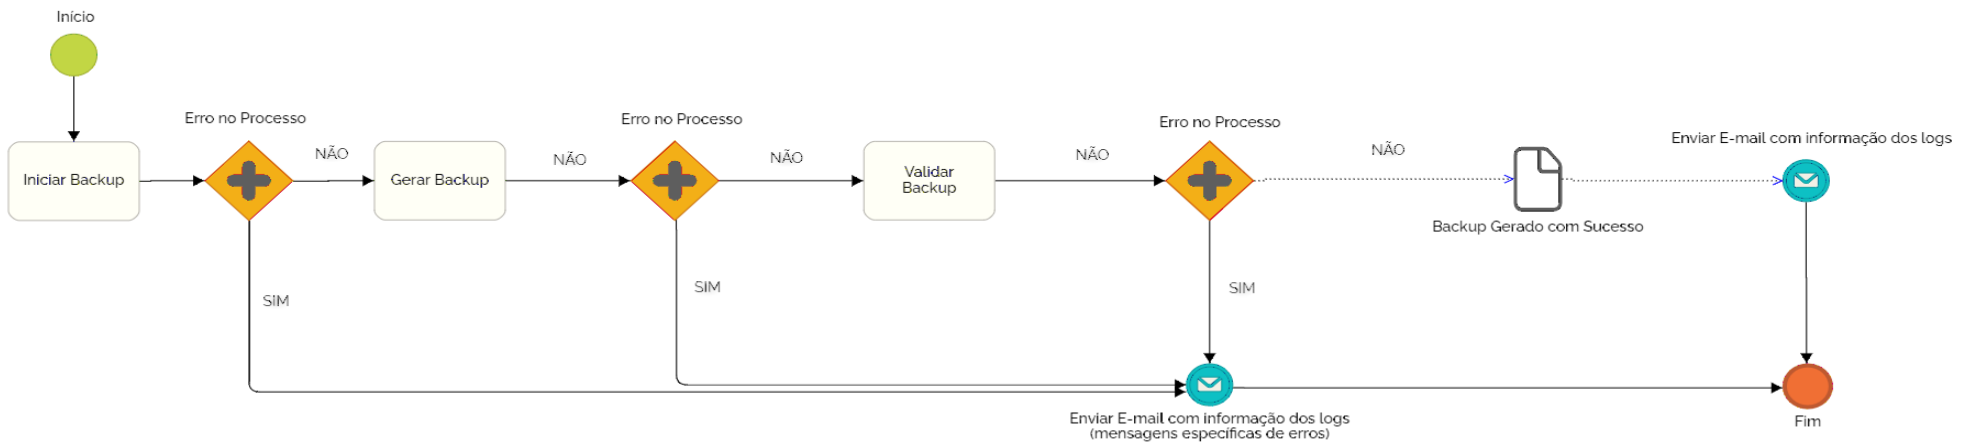 Início
Erro no Processo
Erro no Processo
Erro no Processo
Enviar E-mail com informação dos logs
NÃO
NÃO
NÃO
NÃO
NÃO
Iniciar Backup
Gerar Backup
Validar
Backup
Backup Gerado com Sucesso
SIM
SIM
SIM
Enviar E-mail com informação dos logs
(mensagens específicas de erros)
Fim